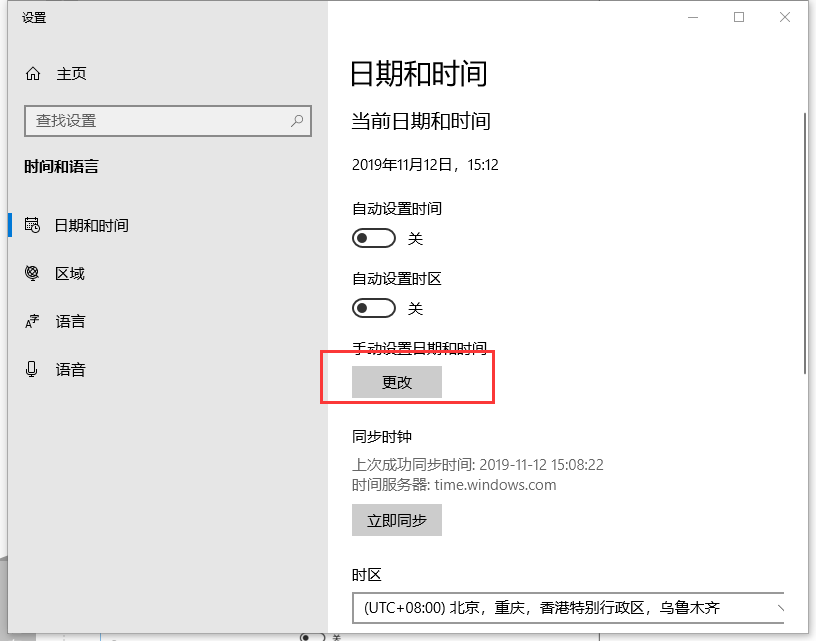 设置
主页
查找设置
时间和语言
日期和时间
区域
语言
语音
日期和时间
当前日期和时间
2019年11月12日，15:12
自动设置时间
关
自动设置时区
关
手动设置日期和时间
更改
同步时钟
上次成功同步时间: 2019-11-12 15:08:22
时间服务器: time.windows.com
立即同步
时区
(UTC+08:00) 北京，重庆，香港特别行政区，乌鲁木齐